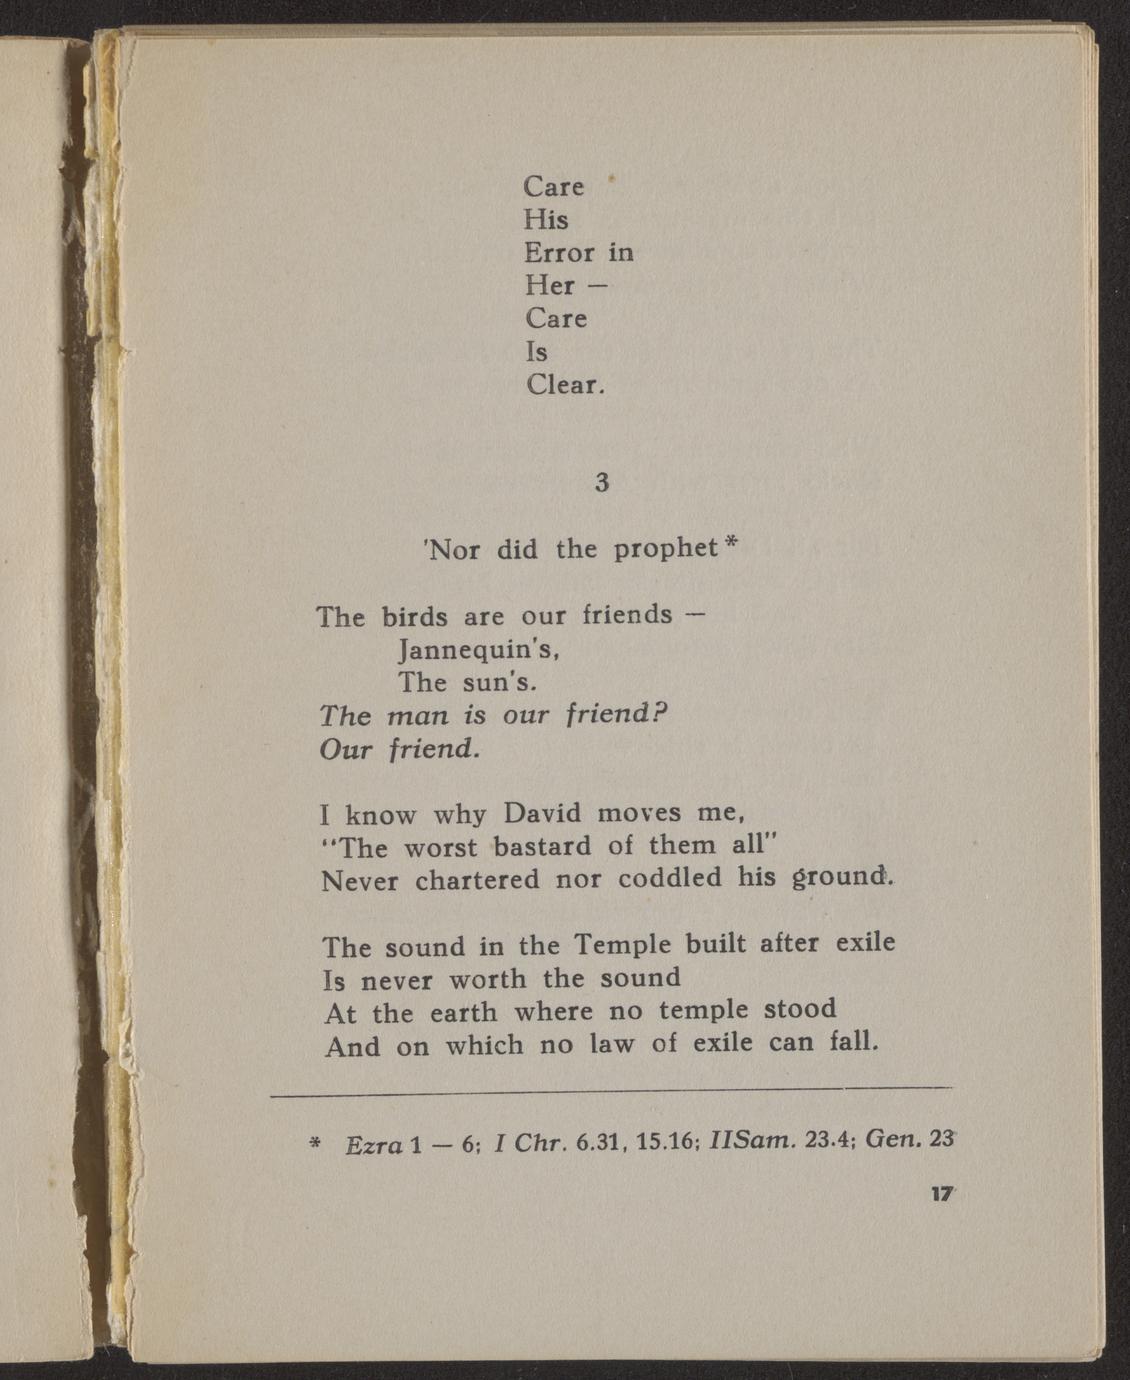 Care
His
Error in
Her —
Care
Is
Clear.
3
'Nor did the prophet*
The birds are our friends —
Jannequin's,
The sun's.
The man is our friend?
Our friend.
I know why David moves me,
"The worst bastard of them all"
Never chartered nor coddled his ground.
The sound in the Temple built after exile
Is never worth the sound
At the earth where no temple stood
And on which no law of exile can fall.
* Ezra 1 — 6; I Chr. 6.31, 15.16; IISam. 23.4; Gen. 23
17